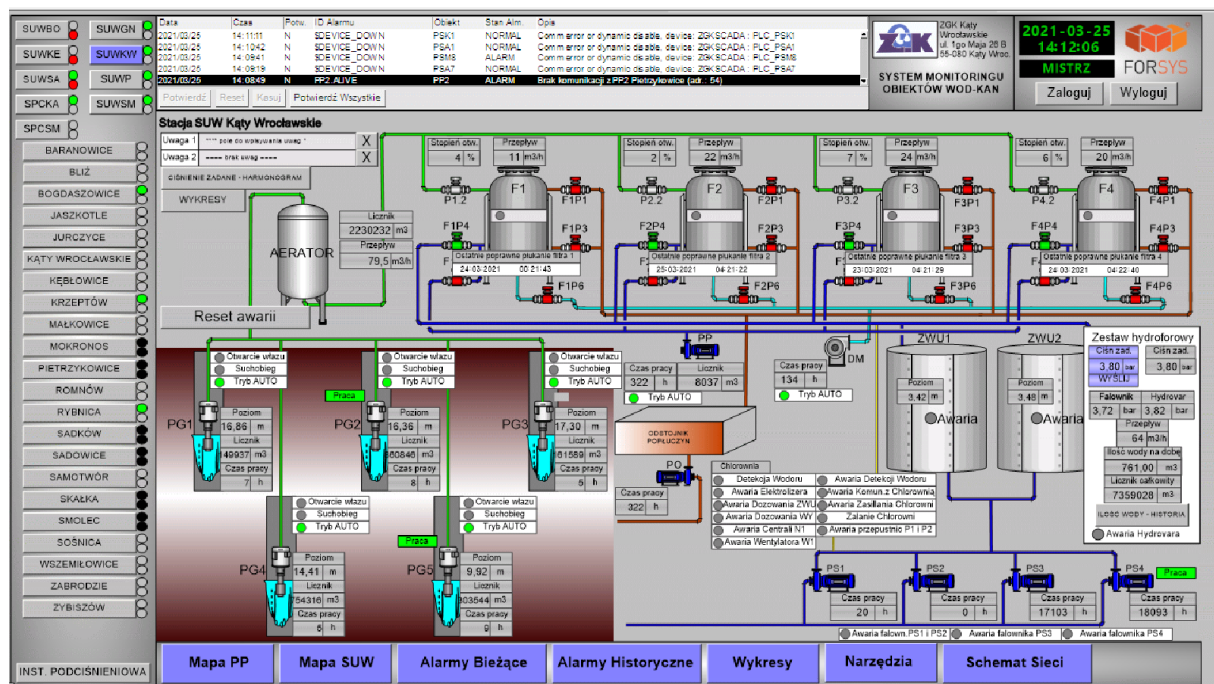 SUWBO
SUWGN
SUWKE
SUWKW
SUWSA
SUWP
SPCKA
SUWSM
SPCSM
BARANOWICE
BLIŻ
BOGDASZOWICE
JASZKOTLE
JURCZYCE
KĄTY WROCŁAWSKIE
KĘBŁOWICE
KRZEPTÓW
MAŁKOWICE
MOKRONOS
PIETRZYKOWICE
ROMNÓW
RYBNICA
SADKÓW
SADOWICE
SAMOTWÓR
SKAŁKA
SMOLEC
SOŚNICA
WSZEMIŁOWICE
ZABRODZIE
ZYBISZÓW
INST. PODCIŚNIENIOWA
Data Czas Potw. ID Alarmu Obiekt Stan Alm. Opis
2021/03/25 14:11:11 N $DEVICE_DOWN PSK1 NORMAL Comm error or dynamic disable, device: ZGKSCADA : PLC_PSK1
2021/03/25 14:10:42 N $DEVICE_DOWN PSA1 NORMAL Comm error or dynamic disable, device: ZGKSCADA : PLC_PSA1
2021/03/25 14:09:41 N $DEVICE_DOWN PSM8 ALARM Comm error or dynamic disable, device: ZGKSCADA : PLC_PSM8
2021/03/25 14:09:19 N $DEVICE_DOWN PSA7 NORMAL Comm error or dynamic disable, device: ZGKSCADA : PLC_PSA7
2021/03/25 14:08:49 N PP2 ALIVE PP2 ALARM Brak komunikacji z PP2 Pietrzykowice (adr.: 54)
Potwierdź Reset Kasuj Potwierdź Wszystkie
ZGK
ZGK Kąty
Wrocławskie
ul. 1go Maja 26 B
55-080 Kąty Wroc.
SYSTEM MONITORINGU
OBIEKTÓW WOD-KAN
2021-03-25
14:12:06
MISTRZ
FORSYS
Zaloguj
Wyloguj
Stacja SUW Kąty Wrocławskie
Uwaga 1 **** pole do wpisywania uwag * X
Uwaga 2 ---- brak uwag ---- X
CIŚNIENIE ZADANE - HARMONOGRAM
WYKRESY
AERATOR
Licznik
2230232 m3
Przepływ
79,5 m3/h
Reset awarii
Stopień otw.
4 %
Przepływ
11 m3/h
F1
P1.2
F1P1
F1P4
F1P3
Ostatnie poprawne płukanie filtra 1
24/03/2021 00:21:43
F1P6
Stopień otw.
2 %
Przepływ
22 m3/h
F2
P2.2
F2P1
F2P4
F2P3
Ostatnie poprawne płukanie filtra 2
25/03/2021 04:21:22
F2P6
Stopień otw.
7 %
Przepływ
24 m3/h
F3
P3.2
F3P1
F3P4
F3P3
Ostatnie poprawne płukanie filtra 3
23/03/2021 04:21:29
F3P6
Stopień otw.
6 %
Przepływ
20 m3/h
F4
P4.2
F4P1
F4P4
F4P3
Ostatnie poprawne płukanie filtra 4
24/03/2021 04:22:40
F4P6
Otwarcie włazu
Suchobieg
Tryb AUTO
PG1
Poziom
16,86 m
Licznik
149937 m3
Czas pracy
7 h
Otwarcie włazu
Suchobieg
Tryb AUTO
Praca
PG2
Poziom
16,36 m
Licznik
m3
Czas pracy
8 h
Otwarcie włazu
Suchobieg
Tryb AUTO
PG3
Poziom
17,30 m
Licznik
m3
Czas pracy
5 h
Otwarcie włazu
Suchobieg
Tryb AUTO
PG4
Poziom
14,41 m
Licznik
754316 m3
Czas pracy
6 h
Otwarcie włazu
Suchobieg
Tryb AUTO
Praca
PG5
Poziom
9,92 m
Licznik
m3
Czas pracy
9 h
PP
Czas pracy
322 h
Licznik
8037 m3
Tryb AUTO
DM
Czas pracy
134 h
Tryb AUTO
ODSTOJNIK
POPŁUCZYN
PO
Czas pracy
322 h
ZWU1
Poziom
3,42 m
Awaria
ZWU2
Poziom
3,48 m
Awaria
Zestaw hydroforowy
Ciśn zad.
3,80 bar
WYŚLIJ
Ciśn zad.
3,80 bar
Falownik
3,72 bar
Hydrovar
3,82 bar
Przepływ
64 m3/h
Ilość wody na dobę
761,00 m3
Licznik całkowity
7359028 m3
ILOŚĆ WODY - HISTORIA
Awaria Hydrovara
Chlorownia
Detekcja Wodoru
Awaria Detekcji Wodoru
Awaria Elektrolizera
Awaria Komun.z Chlorownią
Awaria Dozowania ZWU
Awaria Zasilania Chlorowni
Awaria Dozowania WY
Zalanie Chlorowni
Awaria Centrali N1
Awaria przepustnic P1 i P2
Awaria Wentylatora W1
PS1
Czas pracy
20 h
PS2
Czas pracy
0 h
PS3
Czas pracy
17103 h
PS4
Praca
Czas pracy
18093 h
Awaria falown.PS1 i PS2
Awaria falownika PS3
Awaria falownika PS4
Mapa PP
Mapa SUW
Alarmy Bieżące
Alarmy Historyczne
Wykresy
Narzędzia
Schemat Sieci